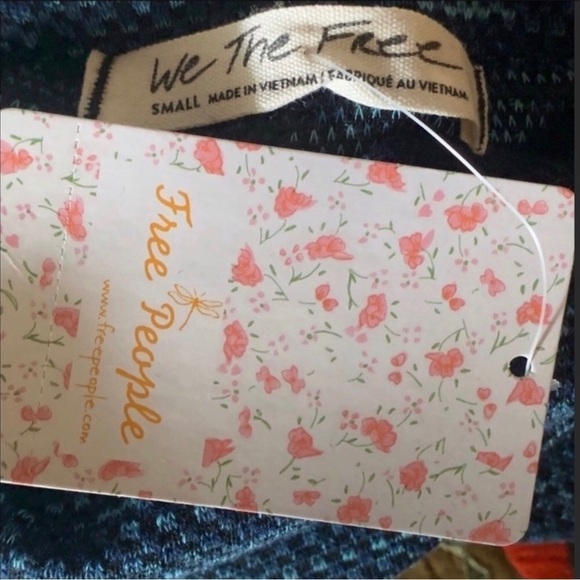 We The Free
SMALL MADE IN VIETNAM / FABRIQUÉ AU VIETNAM
Free People
www.freepeople.com